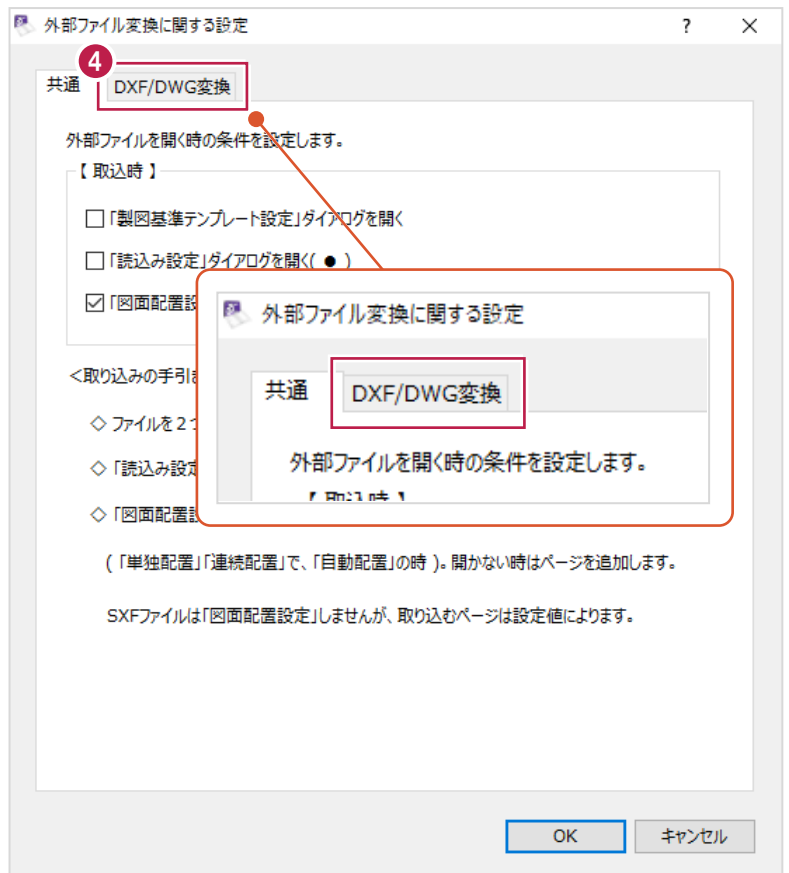 外部ファイル変換に関する設定 ?
4
共通 DXF/DWG変換
外部ファイルを開く時の条件を設定します。
【 取込時 】
「製図基準テンプレート設定」ダイアログを開く
「読込み設定」ダイアログを開く( ● )
「図面配置設
<取り込みの手引き
◇ ファイルを2つ
◇ 「読込み設定
◇ 「図面配置設
外部ファイル変換に関する設定
共通 DXF/DWG変換
外部ファイルを開く時の条件を設定します。
【 取込時 】
( 「単独配置」「連続配置」で、「自動配置」の時 )。開かない時はページを追加します。
SXFファイルは「図面配置設定」しませんが、取り込むページは設定値によります。
OK キャンセル